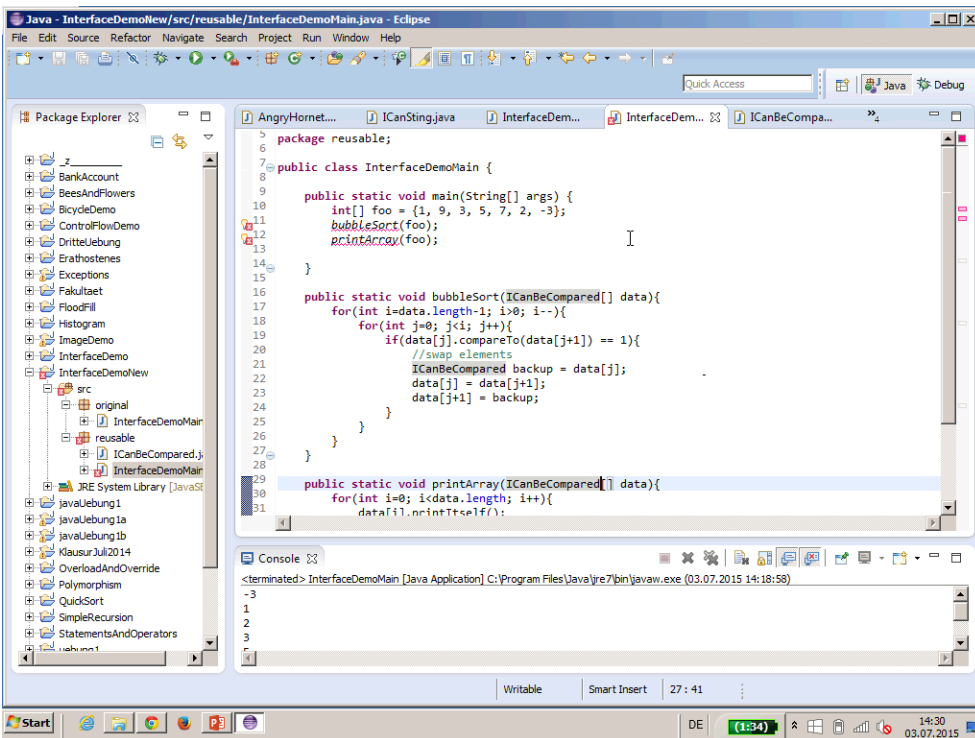 Java - InterfaceDemoNew/src/reusable/InterfaceDemoMain.java - Eclipse
File Edit Source Refactor Navigate Search Project Run Window Help
Quick Access
Java
Debug
Package Explorer
_z_________
BankAccount
BeesAndFlowers
BicycleDemo
ControlFlowDemo
DritteUebung
Erathostenes
Exceptions
Fakultaet
FloodFill
Histogram
ImageDemo
InterfaceDemo
InterfaceDemoNew
src
original
InterfaceDemoMain
reusable
ICanBeCompared.j
InterfaceDemoMain
JRE System Library [JavaSE
javaUebung1
javaUebung1a
javaUebung1b
KlausurJuli2014
OverloadAndOverride
Polymorphism
QuickSort
SimpleRecursion
StatementsAndOperators
uebung1
AngryHornet.... ICanSting.java InterfaceDem... InterfaceDem... ICanBeCompa... »4
5
6 package reusable;
7
8 public class InterfaceDemoMain {
9
10 public static void main(String[] args) {
11 int[] foo = {1, 9, 3, 5, 7, 2, -3};
12 bubbleSort(foo);
13 printArray(foo);
14
15 }
16
17 public static void bubbleSort(ICanBeCompared[] data){
18 for(int i=data.length-1; i>0; i--){
19 for(int j=0; j<i; j++){
20 if(data[j].compareTo(data[j+1]) == 1){
21 //swap elements
22 ICanBeCompared backup = data[j];
23 data[j] = data[j+1];
24 data[j+1] = backup;
25 }
26 }
27 }
28 }
29
30 public static void printArray(ICanBeCompared[] data){
31 for(int i=0; i<data.length; i++){
data[i].printItself();
Console
<terminated> InterfaceDemoMain [Java Application] C:\Program Files\Java\jre7\bin\javaw.exe (03.07.2015 14:18:58)
-3
1
2
3
5
Writable Smart Insert 27 : 41
Start
DE (1:34) 14:30
03.07.2015